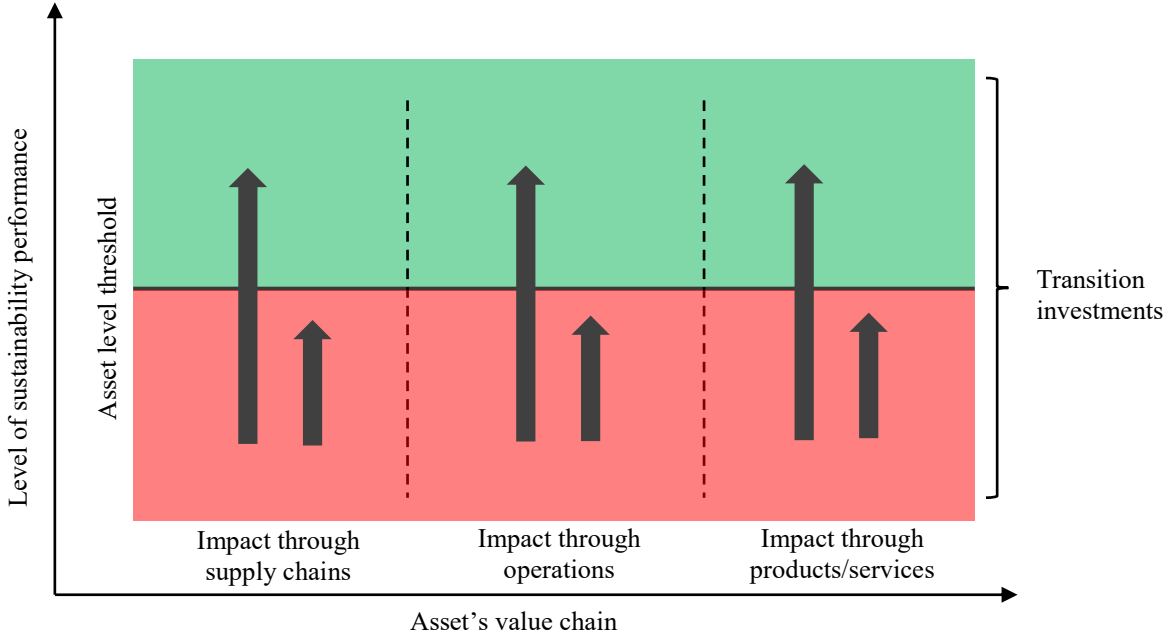 Level of sustainability performance
Asset level threshold
Transition
investments
Impact through
supply chains
Impact through
operations
Impact through
products/services
Asset’s value chain